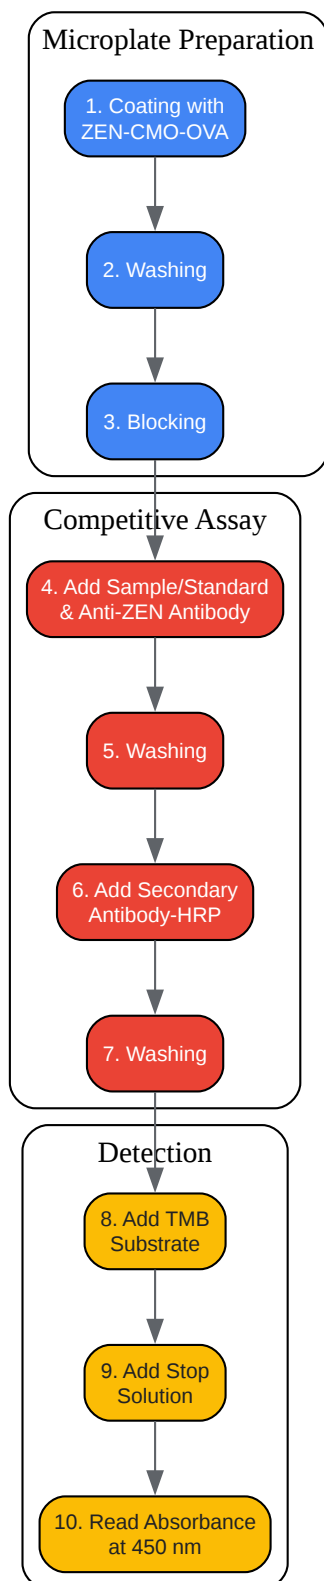 Microplate Preparation
1. Coating with
ZEN-CMO-OVA
2. Washing
3. Blocking
Competitive Assay
4. Add Sample/Standard
& Anti-ZEN Antibody
5. Washing
6. Add Secondary
Antibody-HRP
7. Washing
Detection
8. Add TMB
Substrate
9. Add Stop
Solution
10. Read Absorbance
at 450 nm